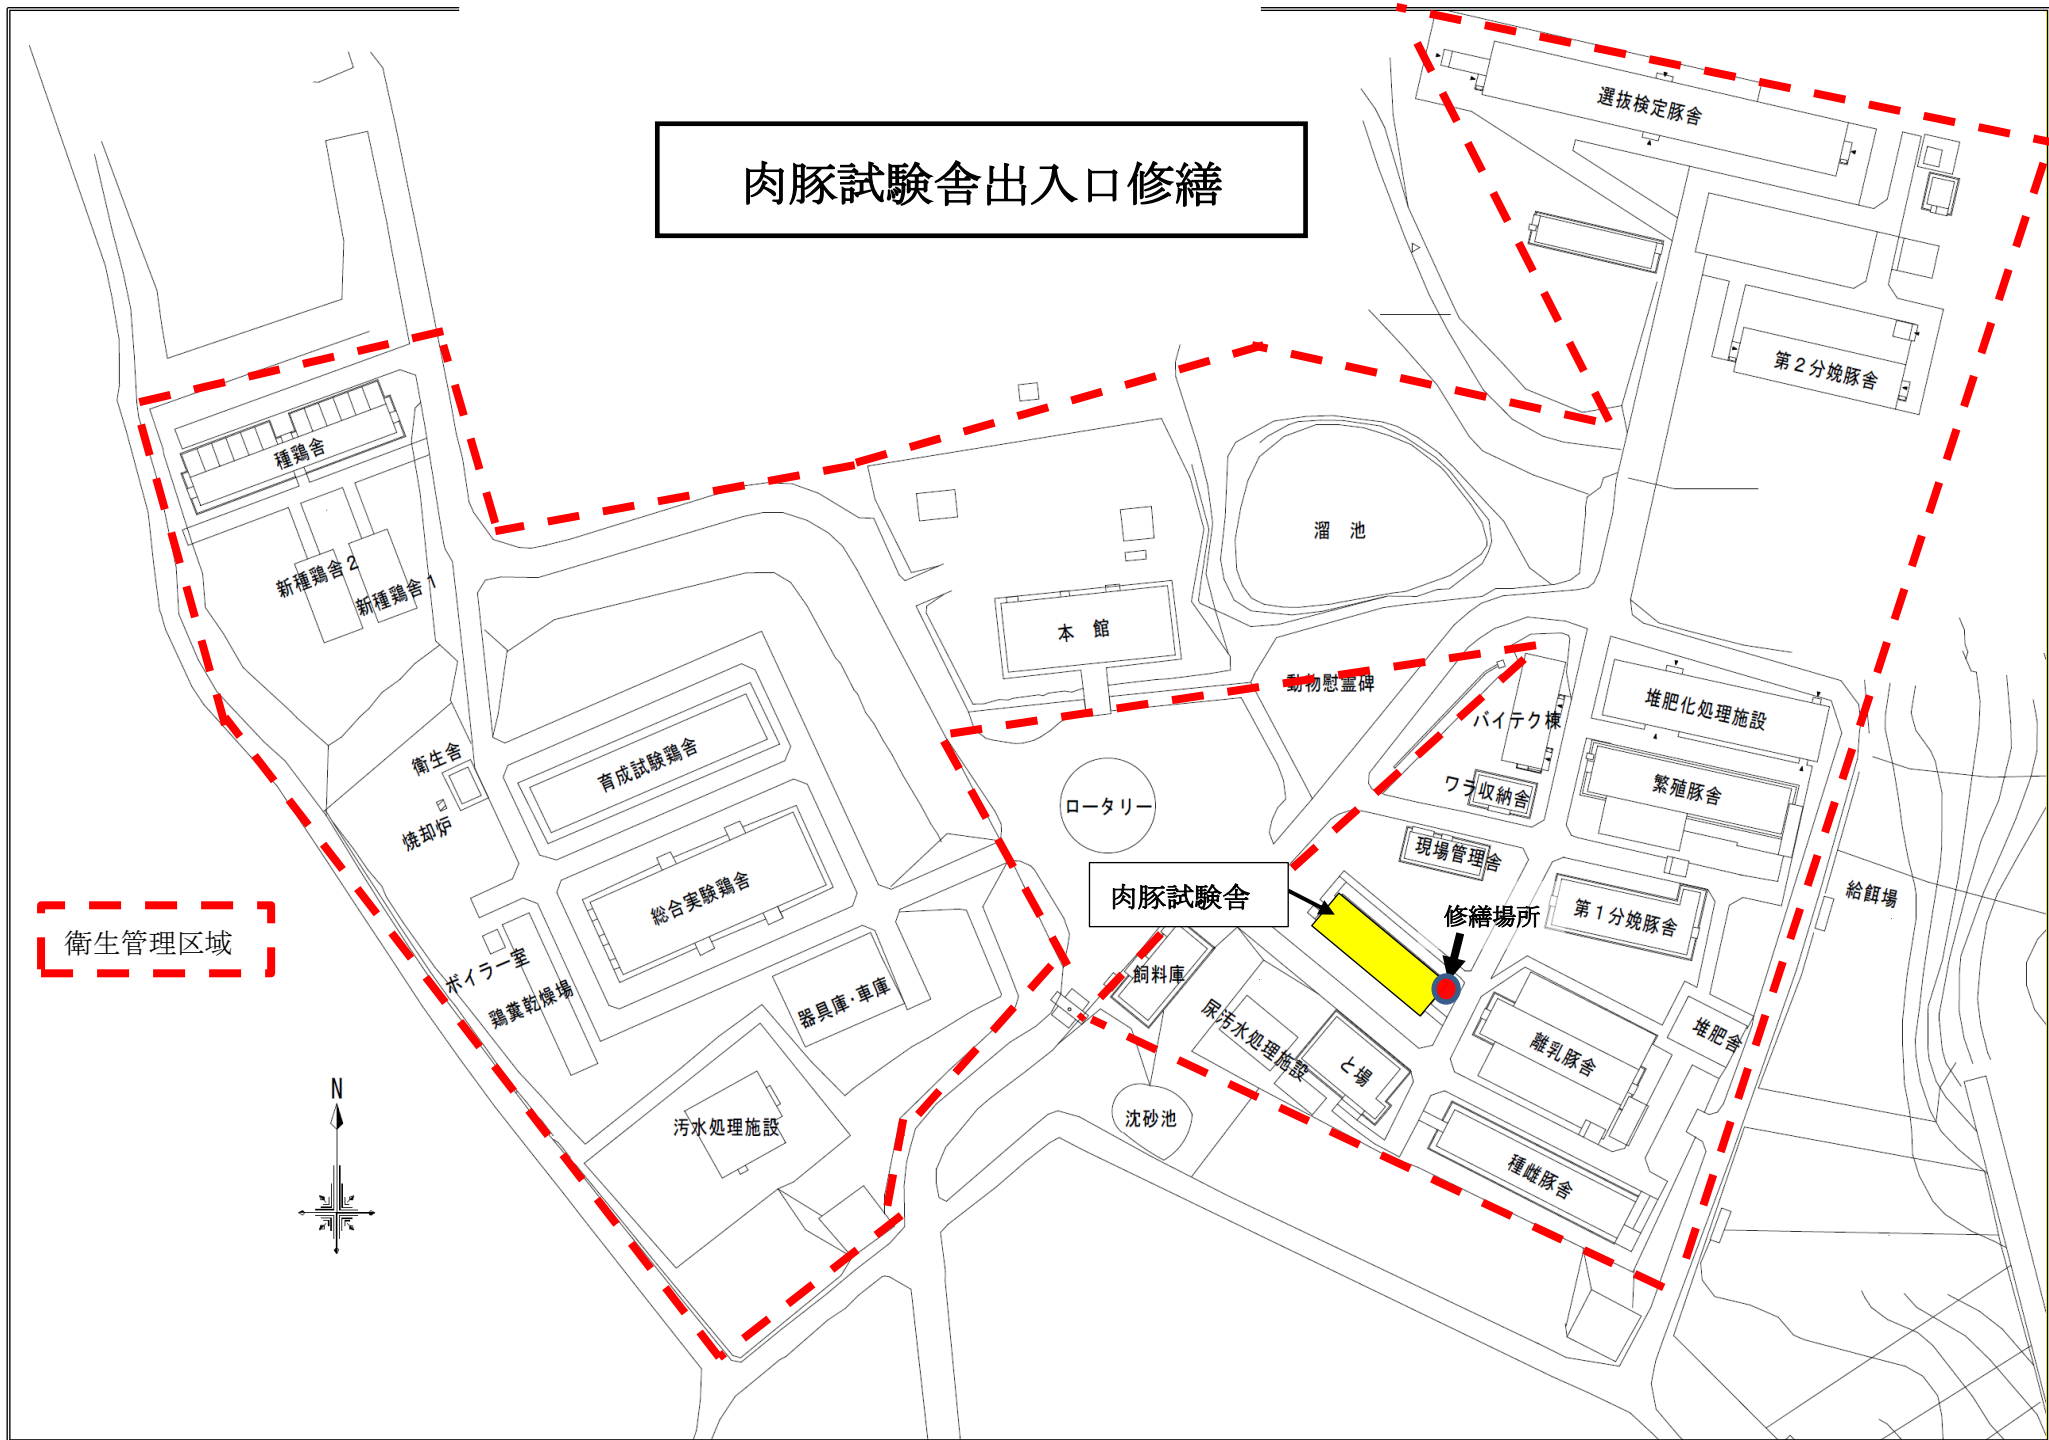 選抜検定豚舎
肉豚試験舎出入口修繕
第2分娩豚舎
種鶏舎
溜 池
新種鶏舎2
新種鶏舎1
本 館
動物慰霊碑
バイテク棟
堆肥化処理施設
衛生舎
育成試験鶏舎
ロータリー
ワラ収納舎
繁殖豚舎
焼却炉
現場管理舎
総合実験鶏舎
肉豚試験舎
修繕場所
第1分娩豚舎
給餌場
衛生管理区域
ボイラー室
鶏糞乾燥場
器具庫・車庫
飼料庫
尿汚水処理施設
と場
離乳豚舎
堆肥舎
N
汚水処理施設
沈砂池
種雌豚舎